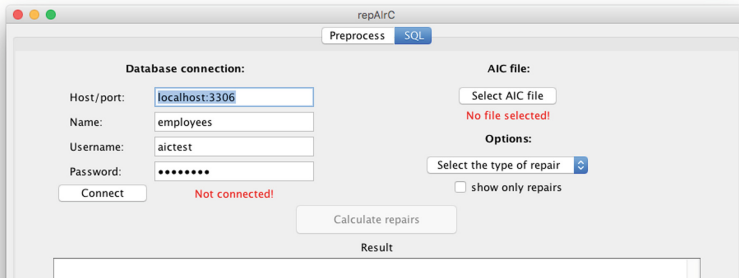 repAIrC
Preprocess SQL
Database connection:
Host/port: localhost:3306
Name: employees
Username: aictest
Password: ••••••••
Connect Not connected!
AIC file:
Select AIC file
No file selected!
Options:
Select the type of repair
show only repairs
Calculate repairs
Result